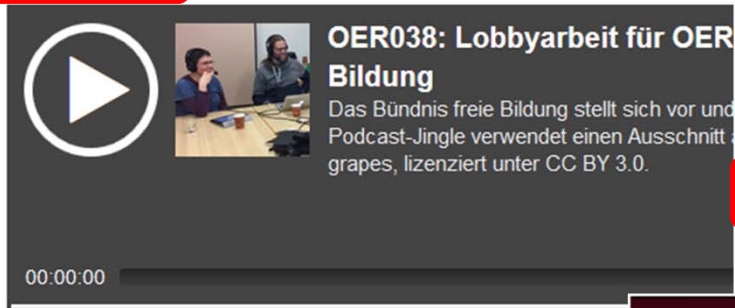 OER038: Lobbyarbeit für OER
Bildung
Das Bündnis freie Bildung stellt sich vor und
Podcast-Jingle verwendet einen Ausschnitt
grapes, lizenziert unter CC BY 3.0.
00:00:00